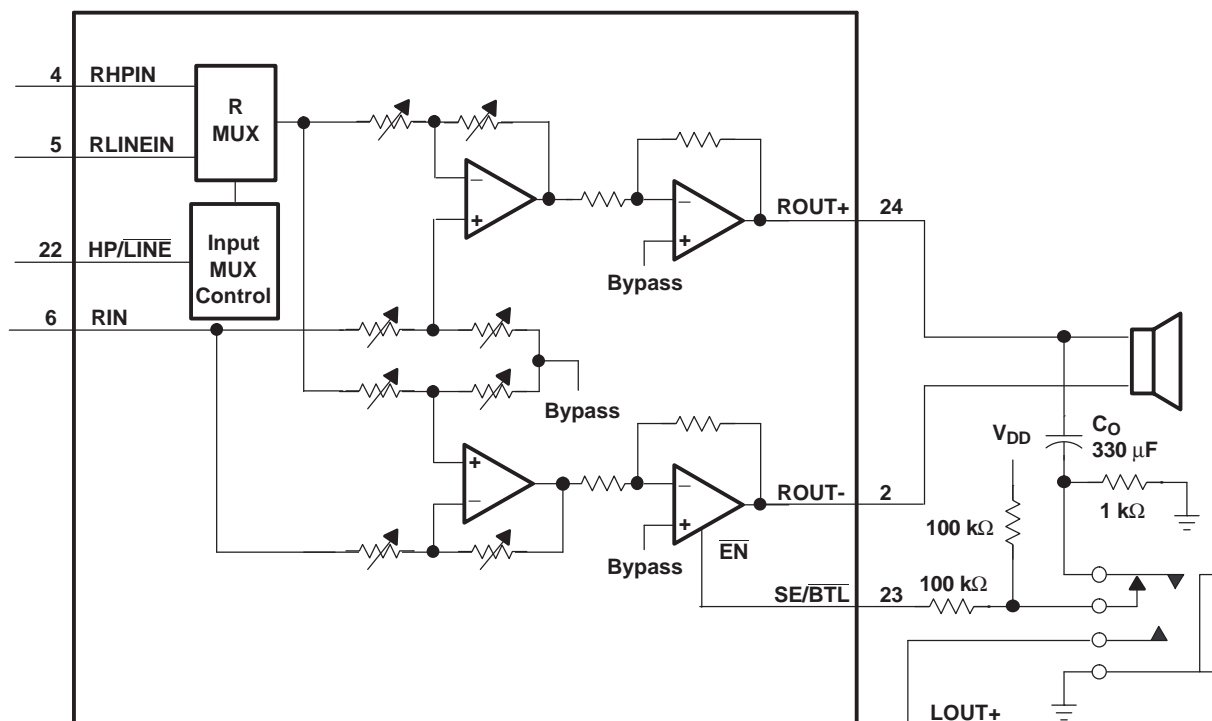 4 RHPIN
R
MUX
5 RLINEIN
−
+
−
+
ROUT+ 24
Bypass
22 HP/LINE
Input
MUX
Control
6 RIN
Bypass
VDD
CO
330 µF
1 kΩ
+
−
−
+
ROUT- 2
100 kΩ
Bypass
EN
SE/BTL 23
100 kΩ
LOUT+